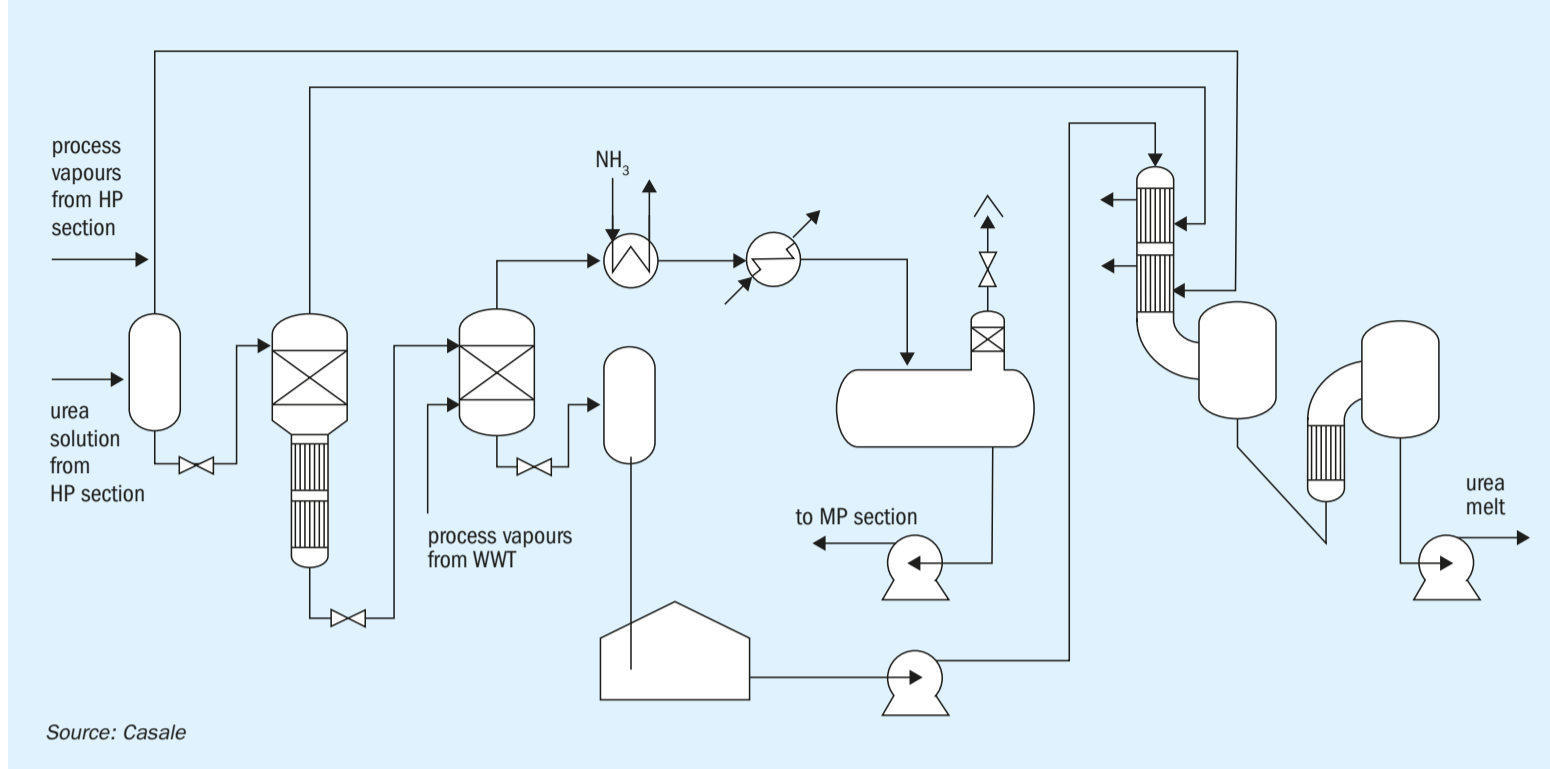 process
vapours
from HP
section
urea
solution
from
HP section
NH₃
process vapours
from WWT
to MP section
urea
melt
Source: Casale